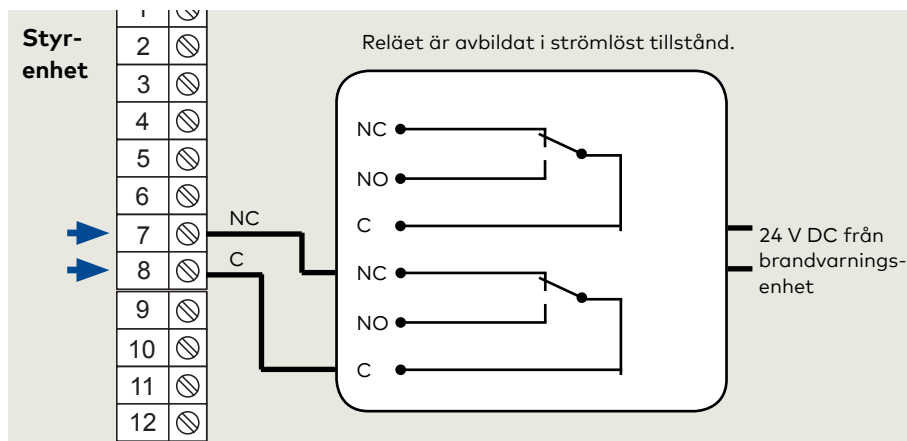 Styr-
enhet
Reläet är avbildat i strömlöst tillstånd.
1
2
3
4
5
6
7
8
9
10
11
12
NC
C
NC
NO
C
NC
NO
C
24 V DC från
brandvarnings-
enhet